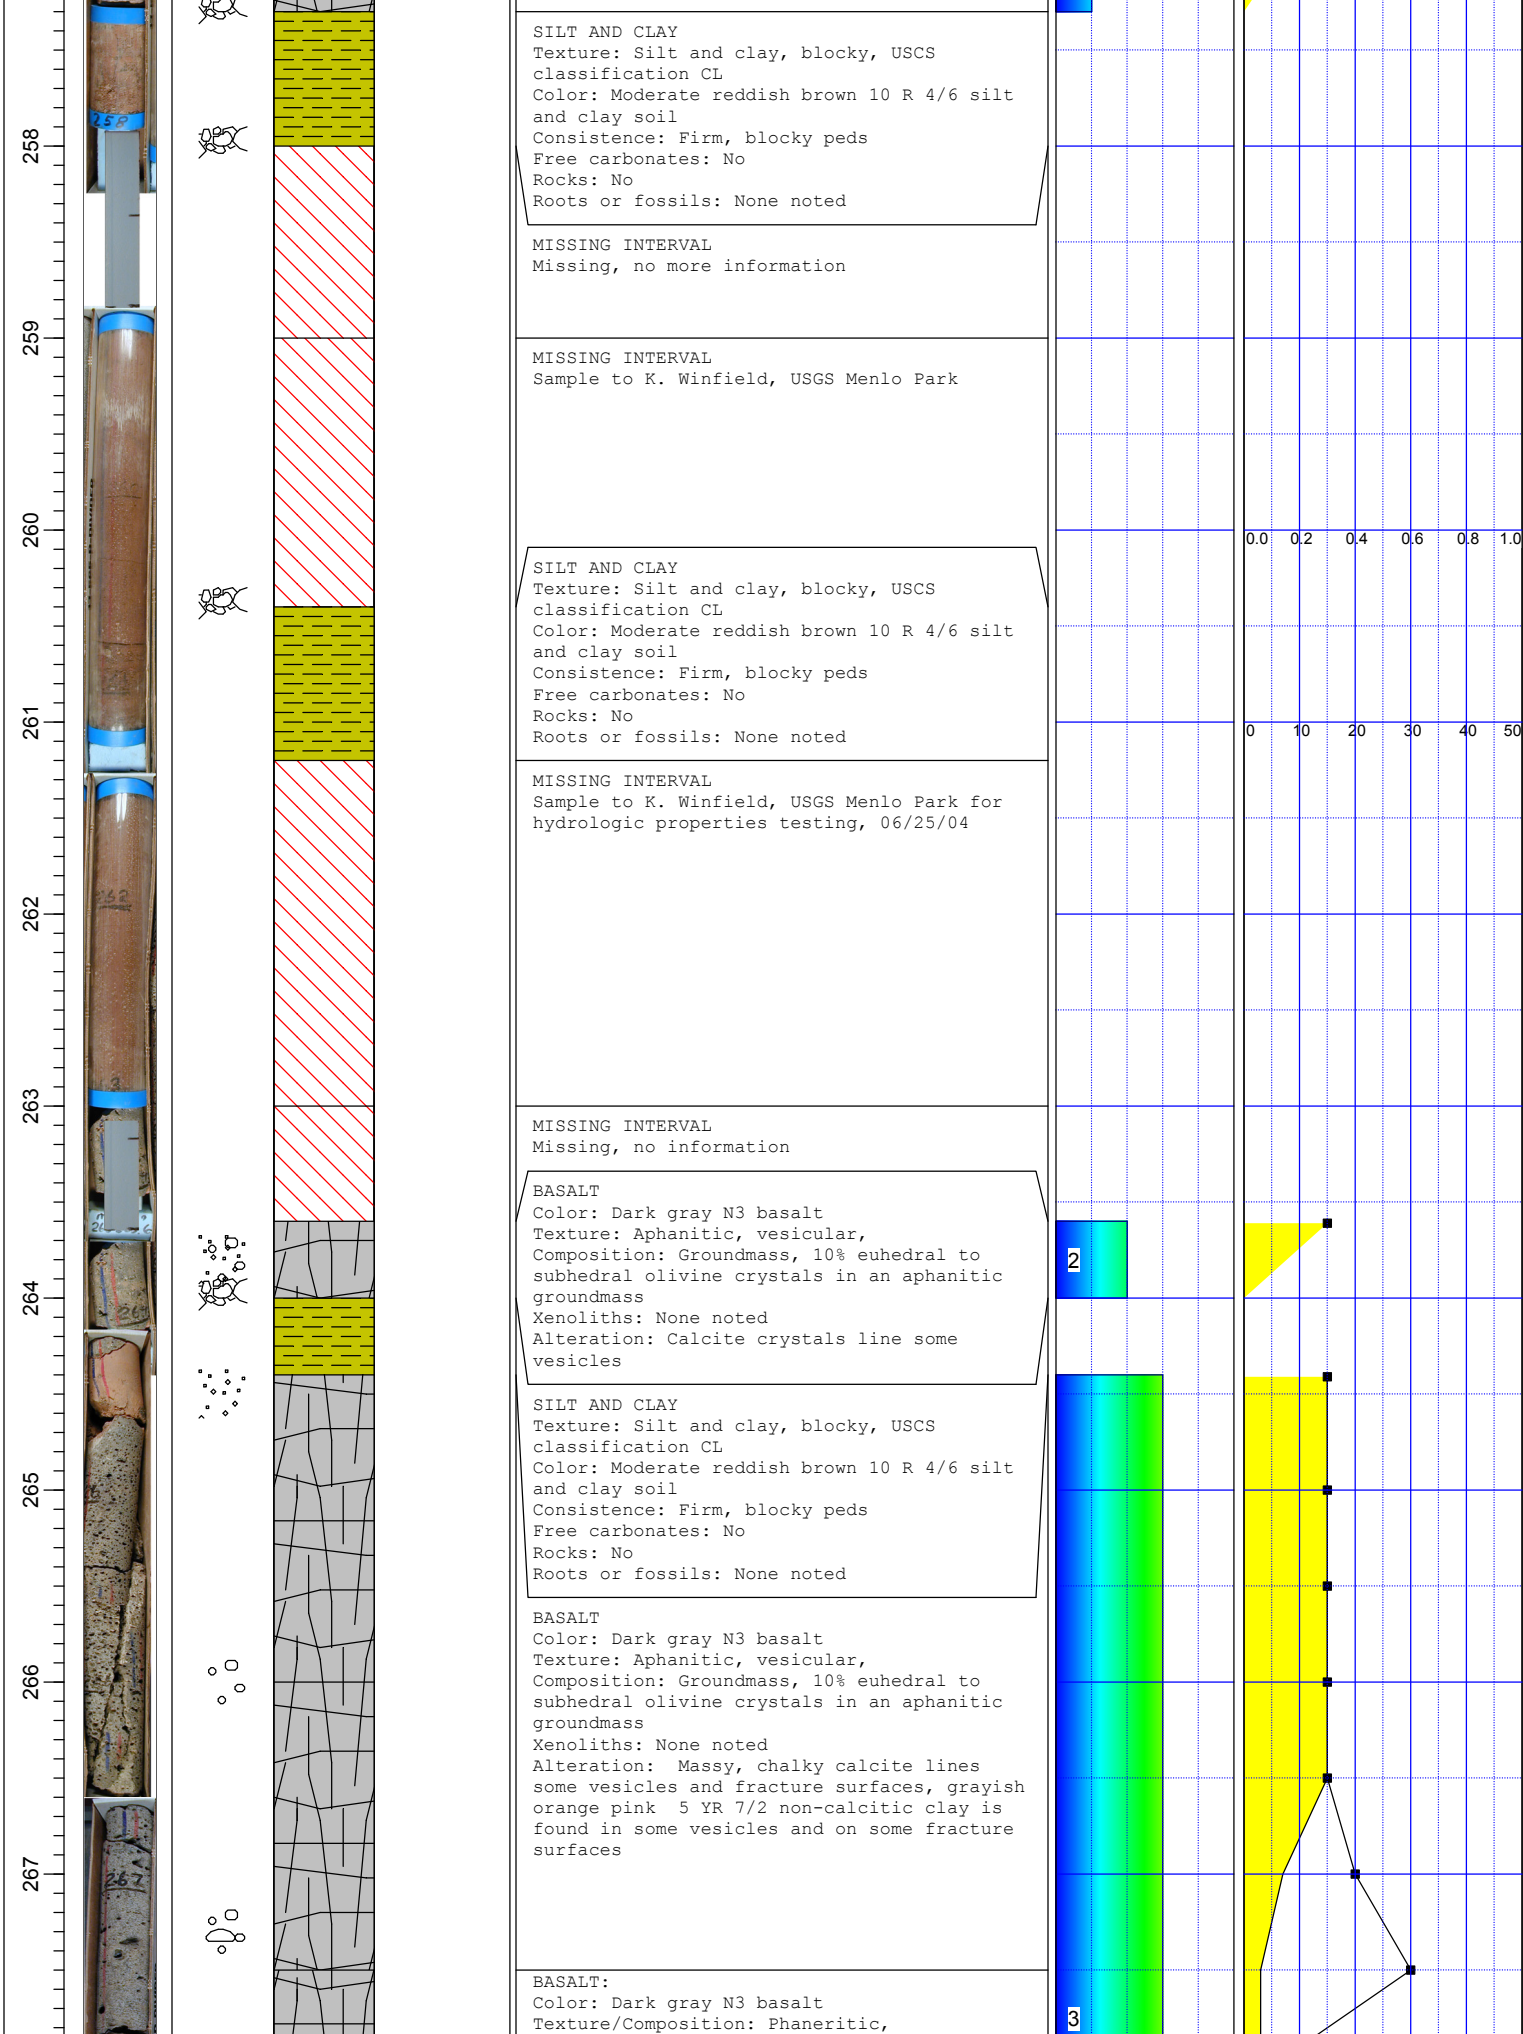 SILT AND CLAY
Texture: Silt and clay, blocky, USCS
classification CL
Color: Moderate reddish brown 10 R 4/6 silt
and clay soil
Consistence: Firm, blocky peds
Free carbonates: No
Rocks: No
Roots or fossils: None noted
258
258
MISSING INTERVAL
Missing, no more information
259
MISSING INTERVAL
Sample to K. Winfield, USGS Menlo Park
260
0.0 0.2 0.4 0.6 0.8 1.0
SILT AND CLAY
Texture: Silt and clay, blocky, USCS
classification CL
Color: Moderate reddish brown 10 R 4/6 silt
and clay soil
Consistence: Firm, blocky peds
Free carbonates: No
Rocks: No
Roots or fossils: None noted
261
0 10 20 30 40 50
MISSING INTERVAL
Sample to K. Winfield, USGS Menlo Park for
hydrologic properties testing, 06/25/04
262
262
263
MISSING INTERVAL
Missing, no information
BASALT
Color: Dark gray N3 basalt
Texture: Aphanitic, vesicular,
Composition: Groundmass, 10% euhedral to
subhedral olivine crystals in an aphanitic
groundmass
Xenoliths: None noted
Alteration: Calcite crystals line some
vesicles
2
264
SILT AND CLAY
Texture: Silt and clay, blocky, USCS
classification CL
Color: Moderate reddish brown 10 R 4/6 silt
and clay soil
Consistence: Firm, blocky peds
Free carbonates: No
Rocks: No
Roots or fossils: None noted
265
BASALT
Color: Dark gray N3 basalt
Texture: Aphanitic, vesicular,
Composition: Groundmass, 10% euhedral to
subhedral olivine crystals in an aphanitic
groundmass
Xenoliths: None noted
Alteration:  Massy, chalky calcite lines
some vesicles and fracture surfaces, grayish
orange pink  5 YR 7/2 non-calcitic clay is
found in some vesicles and on some fracture
surfaces
266
267
267
BASALT:
Color: Dark gray N3 basalt
Texture/Composition: Phaneritic,
3